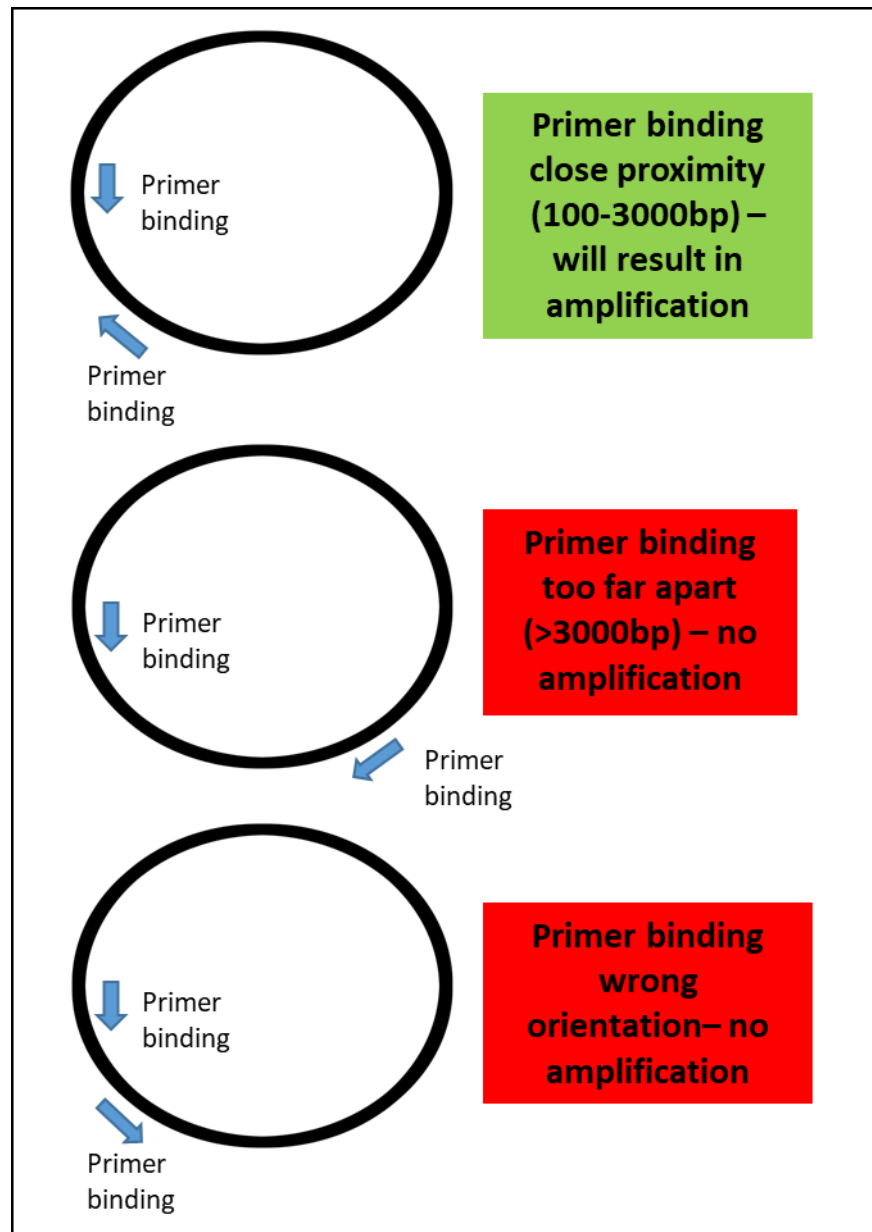 Primer binding
close proximity
(100-3000bp) –
will result in
amplification
Primer
binding
Primer
binding
Primer binding
too far apart
(>3000bp) – no
amplification
Primer
binding
Primer
binding
Primer binding
wrong
orientation– no
amplification
Primer
binding
Primer
binding